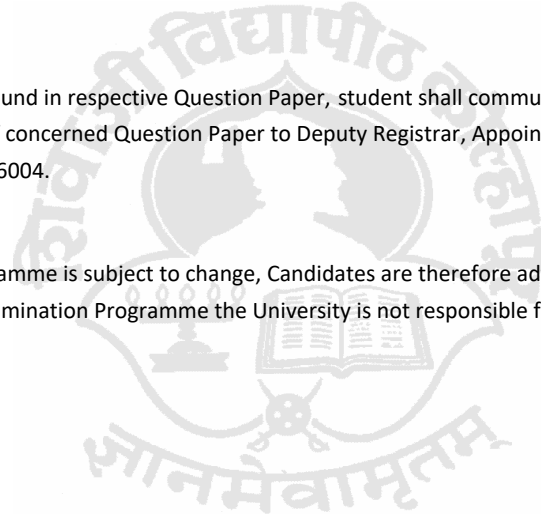 शिवाजी विद्यापीठ कोल्हापूर
und in respective Question Paper, student shall commu
concerned Question Paper to Deputy Registrar, Appoin
6004.
amme is subject to change, Candidates are therefore ad
mination Programme the University is not responsible f
ज्ञानमेवामृतम्